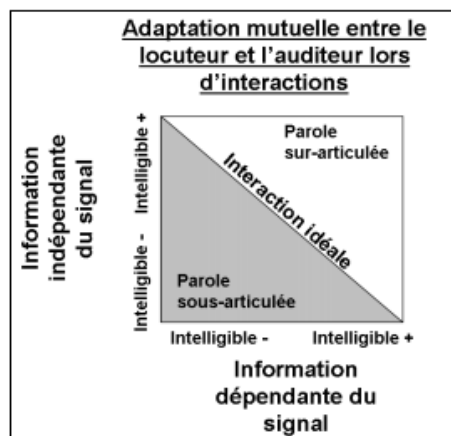 Adaptation mutuelle entre le
locuteur et l'auditeur lors
d'interactions
Information
indépendante
du signal
Intelligible +
Intelligible -
Parole
sur-articulée
Interaction idéale
Parole
sous-articulée
Intelligible -
Intelligible +
Information
dépendante du
signal